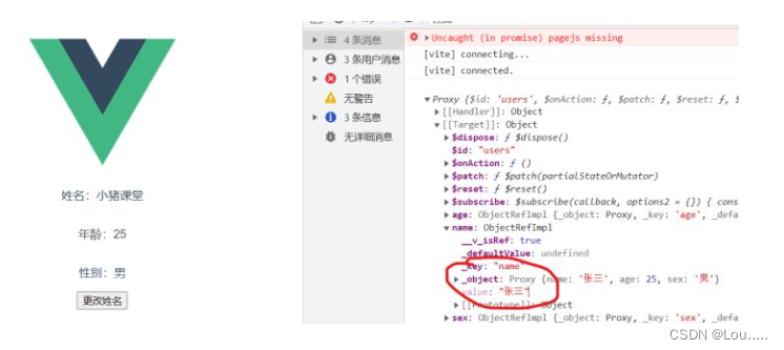 姓名：小猪课堂
年龄：25
性别：男
更改姓名
4 条消息
3 条用户消息
1 个错误
无警告
3 条信息
无详细消息
Uncaught (in promise) pagejs missing
[vite] connecting...
[vite] connected.
Proxy {$id: 'users', $onAction: ƒ, $patch: ƒ, $reset: ƒ, $
[[Handler]]: Object
[[Target]]: Object
$dispose: ƒ $dispose()
$id: "users"
$onAction: ƒ ()
$patch: ƒ $patch(partialStateOrMutator)
$reset: ƒ $reset()
$subscribe: $subscribe(callback, options2 = {}) { cons
age: ObjectRefImpl {_object: Proxy, _key: 'age', _defa
name: ObjectRefImpl
__v_isRef: true
_defaultValue: undefined
_key: "name"
_object: Proxy {name: '张三', age: 25, sex: '男'}
value: "张三"
[[Prototype]]: Object
sex: ObjectRefImpl {_object: Proxy, _key: 'sex', _defa
CSDN @Lou.....